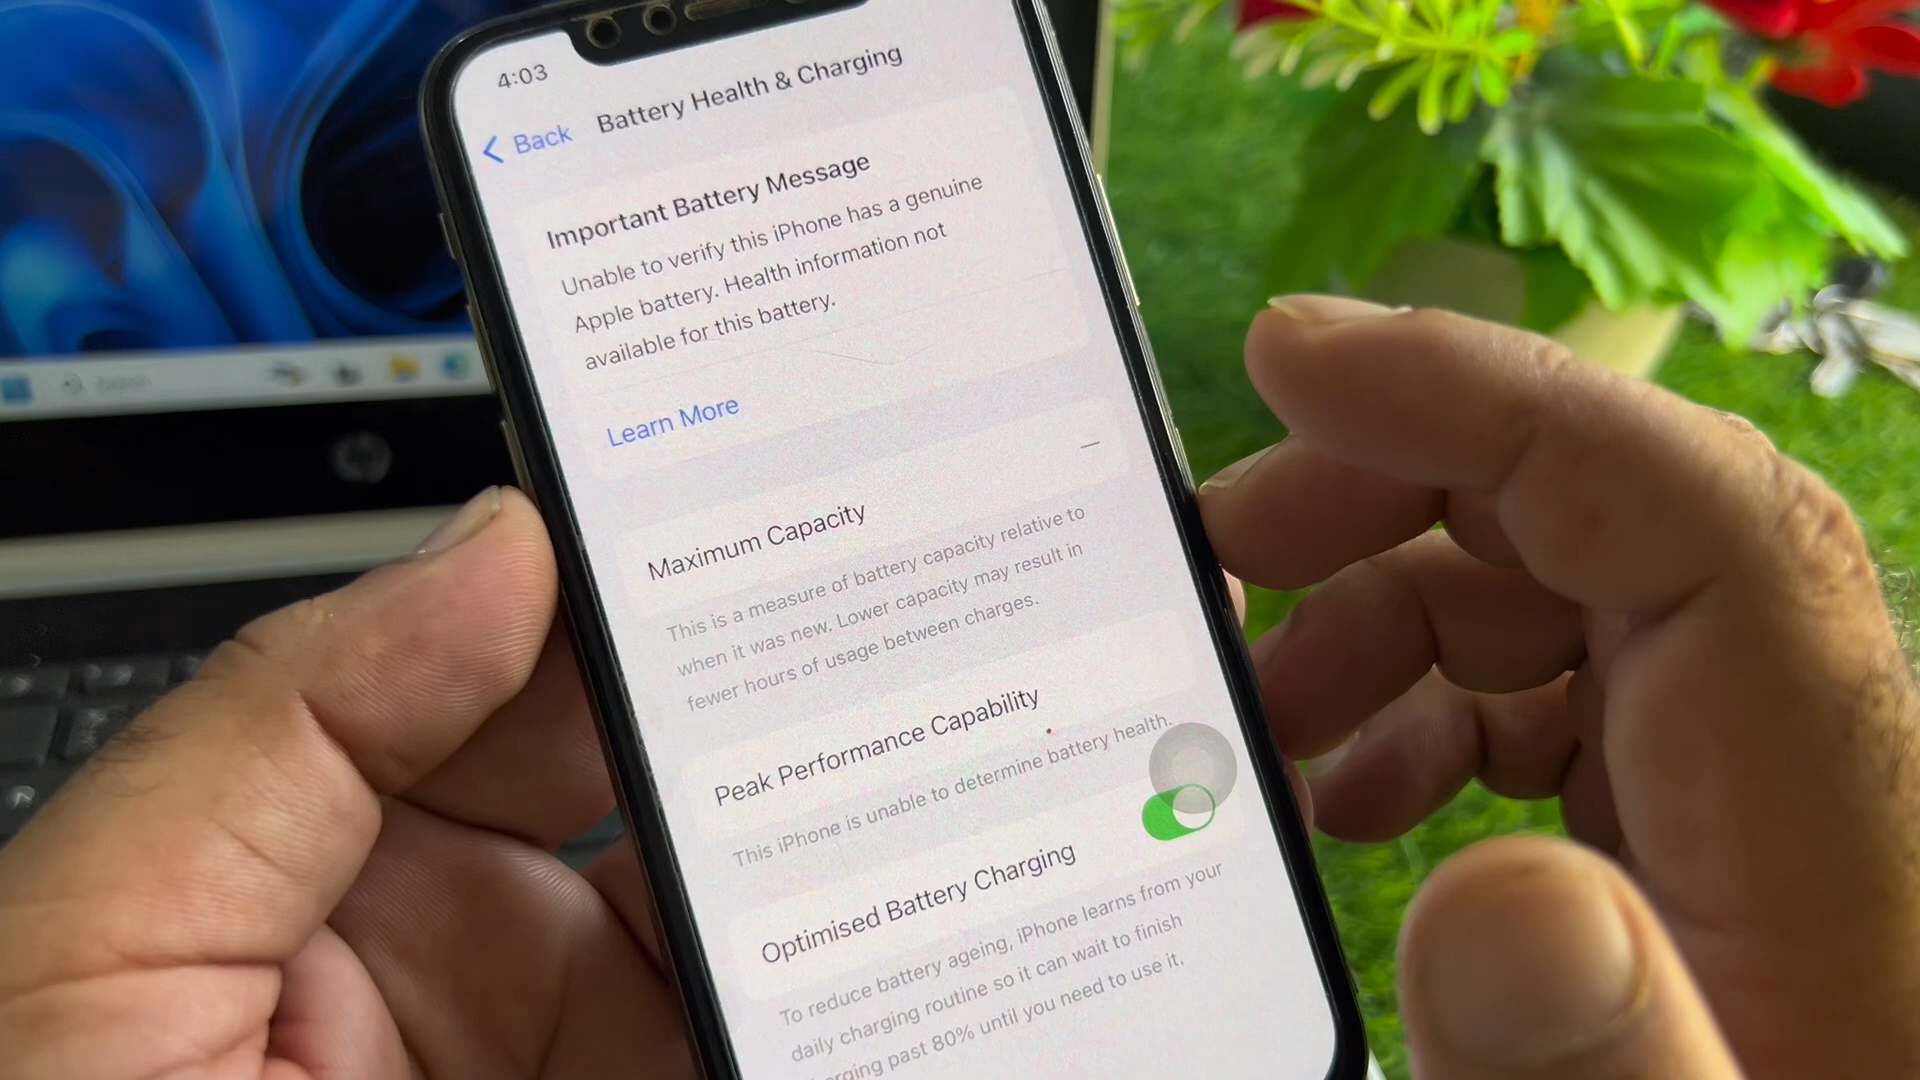 4:03
Back
Battery Health & Charging
Important Battery Message
Unable to verify this iPhone has a genuine
Apple battery. Health information not
available for this battery.
Learn More
Maximum Capacity –
This is a measure of battery capacity relative to
when it was new. Lower capacity may result in
fewer hours of usage between charges.
Peak Performance Capability
This iPhone is unable to determine battery health.
Optimised Battery Charging
To reduce battery ageing, iPhone learns from your
daily charging routine so it can wait to finish
past 80% until you need to use it.
Search
hp